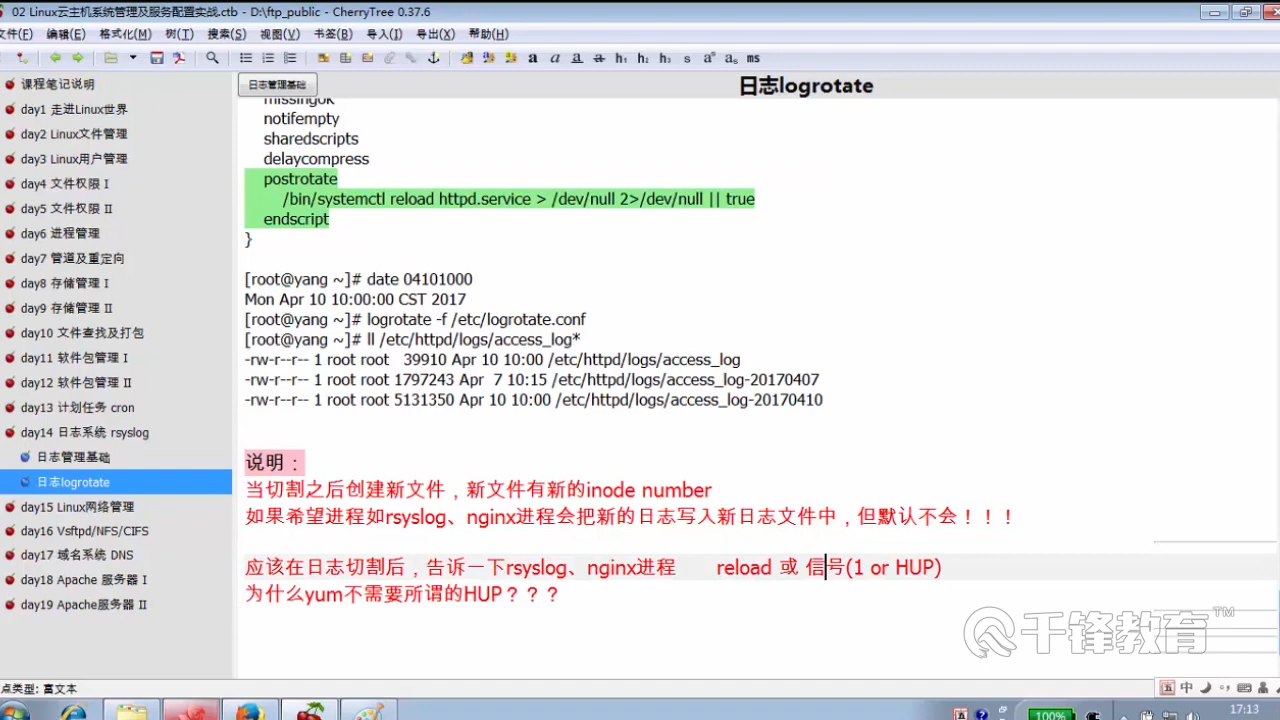 02 Linux云主机系统管理及服务配置实战.ctb - D:\ftp_public - CherryTree 0.37.6
文件(F) 编辑(E) 格式化(M) 树(T) 搜索(S) 视图(V) 书签(B) 导入(I) 导出(X) 帮助(H)
a a a a h₁ h₂ h₃ s aˢ aₛ ms
课程笔记说明
day1 走进Linux世界
day2 Linux文件管理
day3 Linux用户管理
day4 文件权限 I
day5 文件权限 II
day6 进程管理
day7 管道及重定向
day8 存储管理 I
day9 存储管理 II
day10 文件查找及打包
day11 软件包管理 I
day12 软件包管理 II
day13 计划任务 cron
day14 日志系统 rsyslog
日志管理基础
日志logrotate
day15 Linux网络管理
day16 Vsftpd/NFS/CIFS
day17 域名系统 DNS
day18 Apache 服务器 I
day19 Apache服务器 II
日志管理基础
日志logrotate
missingok
notifempty
sharedscripts
delaycompress
postrotate
/bin/systemctl reload httpd.service > /dev/null 2>/dev/null || true
endscript
}
[root@yang ~]# date 04101000
Mon Apr 10 10:00:00 CST 2017
[root@yang ~]# logrotate -f /etc/logrotate.conf
[root@yang ~]# ll /etc/httpd/logs/access_log*
-rw-r--r-- 1 root root 39910 Apr 10 10:00 /etc/httpd/logs/access_log
-rw-r--r-- 1 root root 1797243 Apr 7 10:15 /etc/httpd/logs/access_log-20170407
-rw-r--r-- 1 root root 5131350 Apr 10 10:00 /etc/httpd/logs/access_log-20170410
说明：
当切割之后创建新文件，新文件有新的inode number
如果希望进程如rsyslog、nginx进程会把新的日志写入新日志文件中，但默认不会！！！
应该在日志切割后，告诉一下rsyslog、nginx进程 reload 或 信号(1 or HUP)
为什么yum不需要所谓的HUP？？？
千锋教育™
点类型: 富文本
五 中
100%
17:13